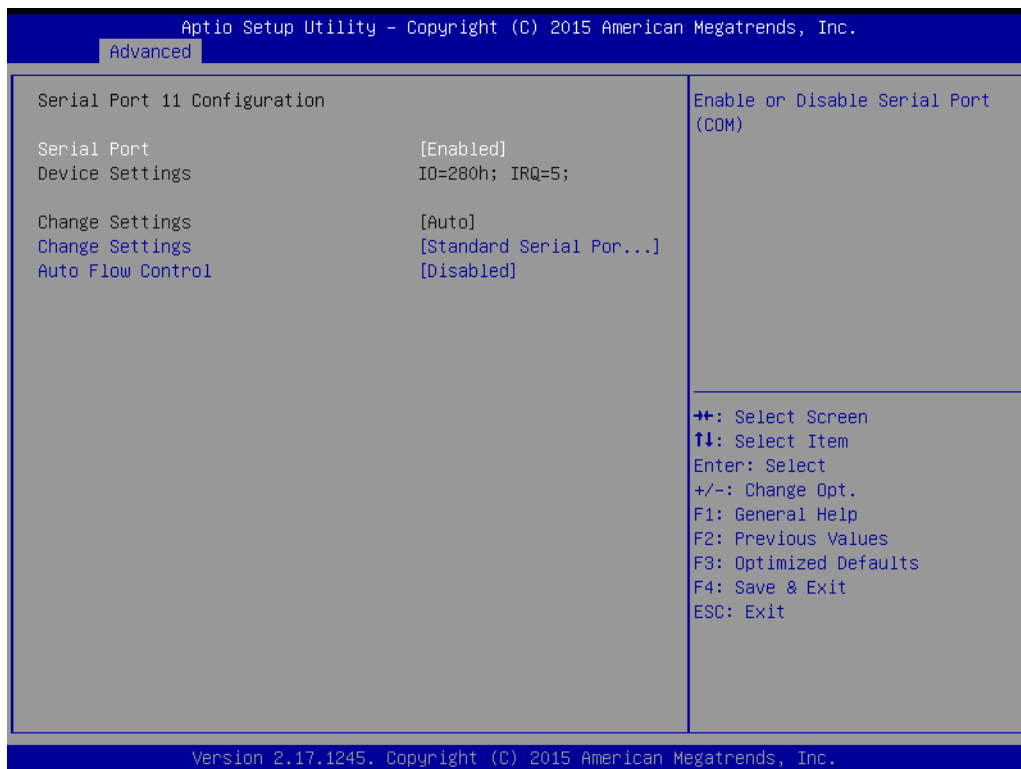 Aptio Setup Utility – Copyright (C) 2015 American Megatrends, Inc.
Advanced
Serial Port 11 Configuration
Serial Port [Enabled]
Device Settings IO=280h; IRQ=5;
Change Settings [Auto]
Change Settings [Standard Serial Por...]
Auto Flow Control [Disabled]
Enable or Disable Serial Port
(COM)
→←: Select Screen
↑↓: Select Item
Enter: Select
+/-: Change Opt.
F1: General Help
F2: Previous Values
F3: Optimized Defaults
F4: Save & Exit
ESC: Exit
Version 2.17.1245. Copyright (C) 2015 American Megatrends, Inc.